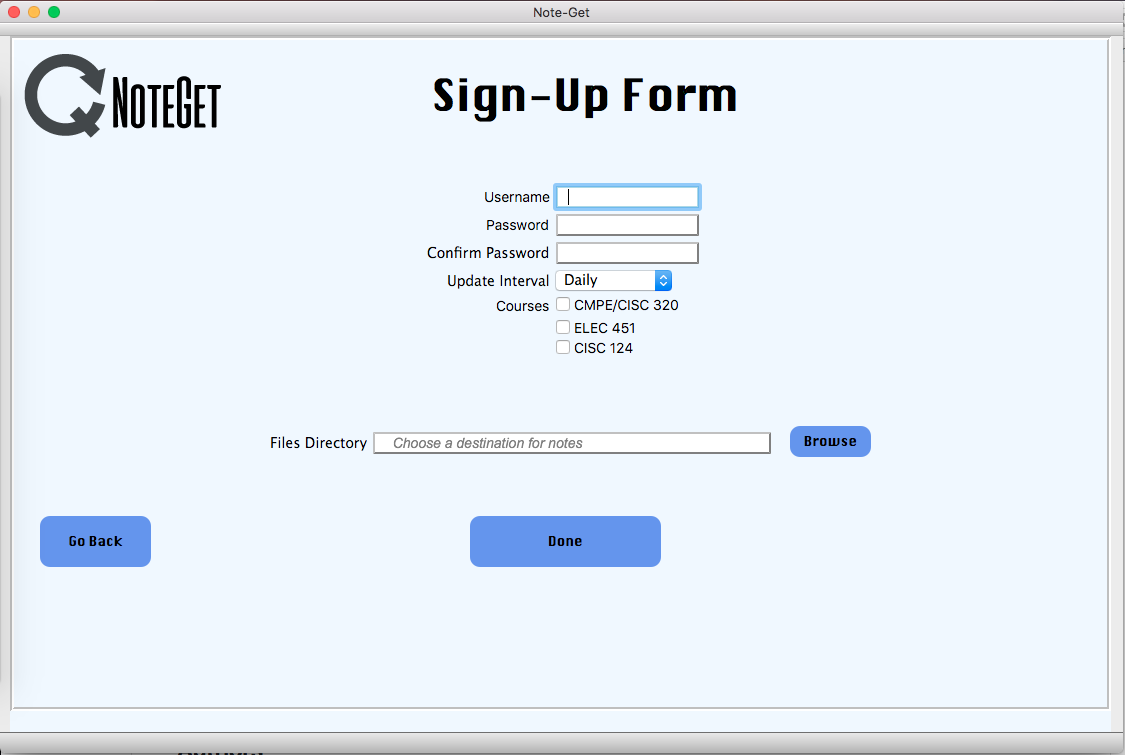 Note-Get
NOTEGET
Sign-Up Form
Username
Password
Confirm Password
Update Interval Daily
Courses CMPE/CISC 320
ELEC 451
CISC 124
Files Directory Choose a destination for notes Browse
Go Back Done